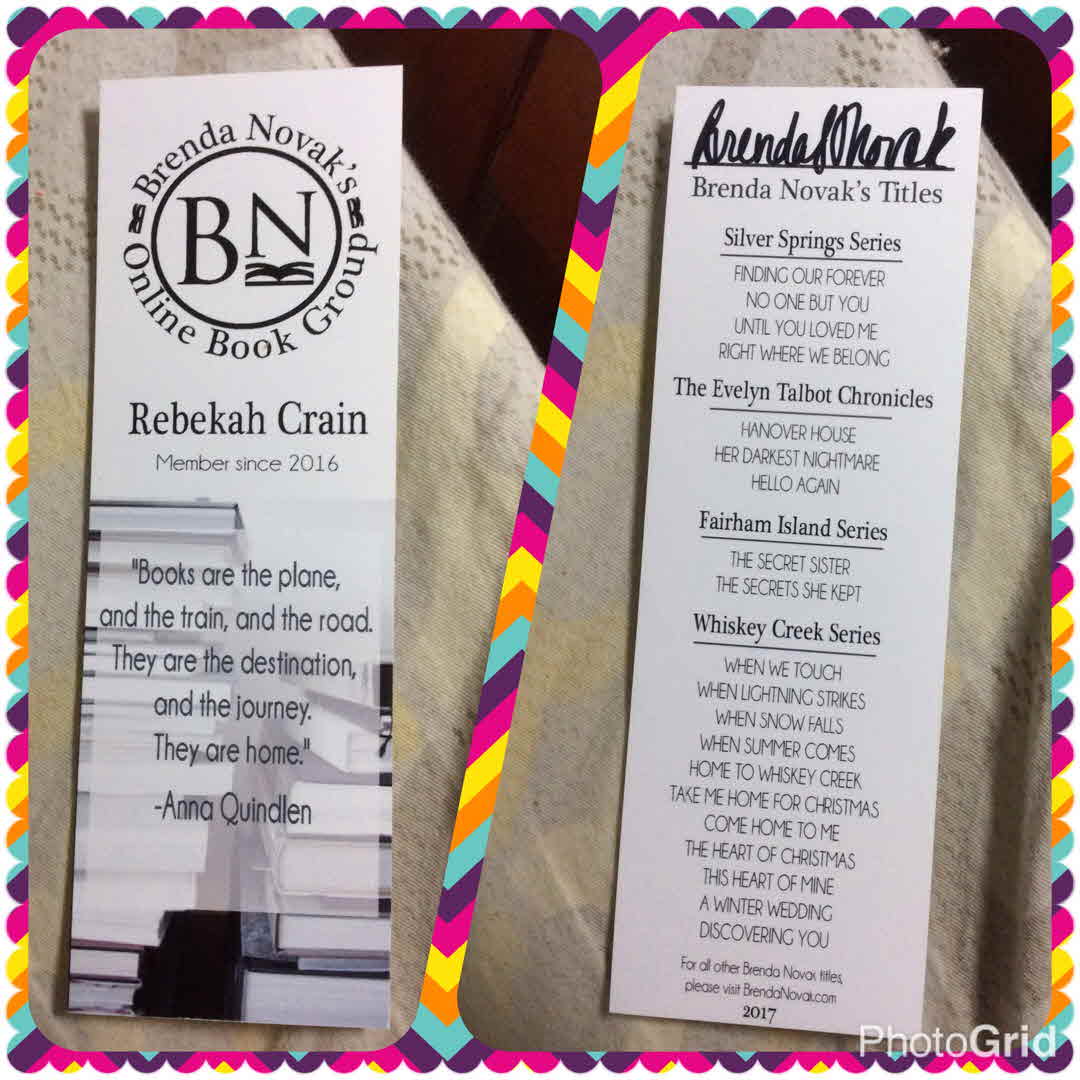 Brenda Novak's
BN
Online Book Group
Rebekah Crain
Member since 2016
"Books are the plane,
and the train, and the road.
They are the destination,
and the journey.
They are home."
-Anna Quindlen
Brenda Novak
Brenda Novak's Titles
Silver Springs Series
FINDING OUR FOREVER
NO ONE BUT YOU
UNTIL YOU LOVED ME
RIGHT WHERE WE BELONG
The Evelyn Talbot Chronicles
HANOVER HOUSE
HER DARKEST NIGHTMARE
HELLO AGAIN
Fairham Island Series
THE SECRET SISTER
THE SECRETS SHE KEPT
Whiskey Creek Series
WHEN WE TOUCH
WHEN LIGHTNING STRIKES
WHEN SNOW FALLS
WHEN SUMMER COMES
HOME TO WHISKEY CREEK
TAKE ME HOME FOR CHRISTMAS
COME HOME TO ME
THE HEART OF CHRISTMAS
THIS HEART OF MINE
A WINTER WEDDING
DISCOVERING YOU
For all other Brenda Novak titles,
please visit BrendaNovak.com
2017
PhotoGrid